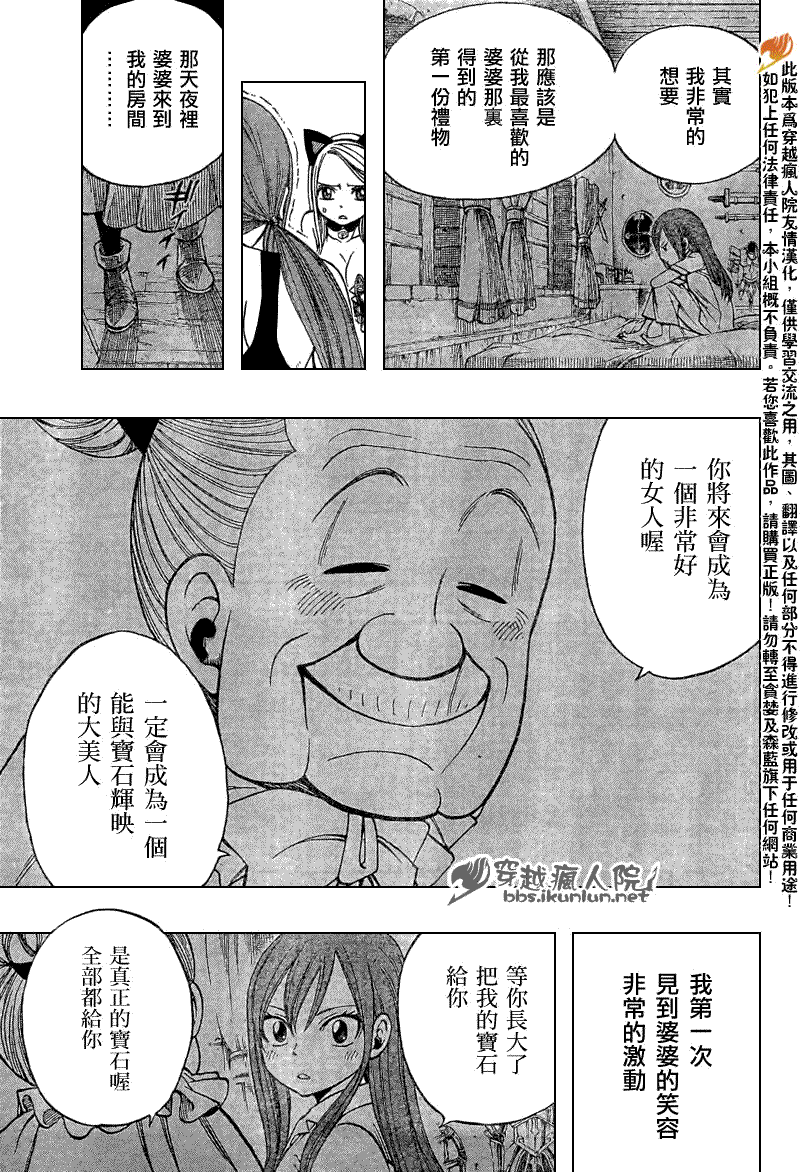 其實
我非常的
想要
那應該是
從我最喜歡的
婆婆那裏
得到的
第一份禮物
那天夜裡
婆婆來到
我的房間
…………
你將來會成為
一個非常好
的女人喔
一定會成為一個
能與寶石輝映
的大美人
我第一次
見到婆婆的笑容
非常的激動
等你長大了
把我的寶石
給你
是真正的寶石喔
全部都給你
穿越瘋人院
bbs.ikunlun.net
此版本爲穿越瘋人院友情漢化，僅供學習交流之用，其圖、翻譯以及任何部分不得進行修改或用于任何商業用途！
如犯上任何法律責任，本小組概不負責。若您喜歡此作品，請購買正版！請勿轉至貪婪及森藍旗下任何網站！